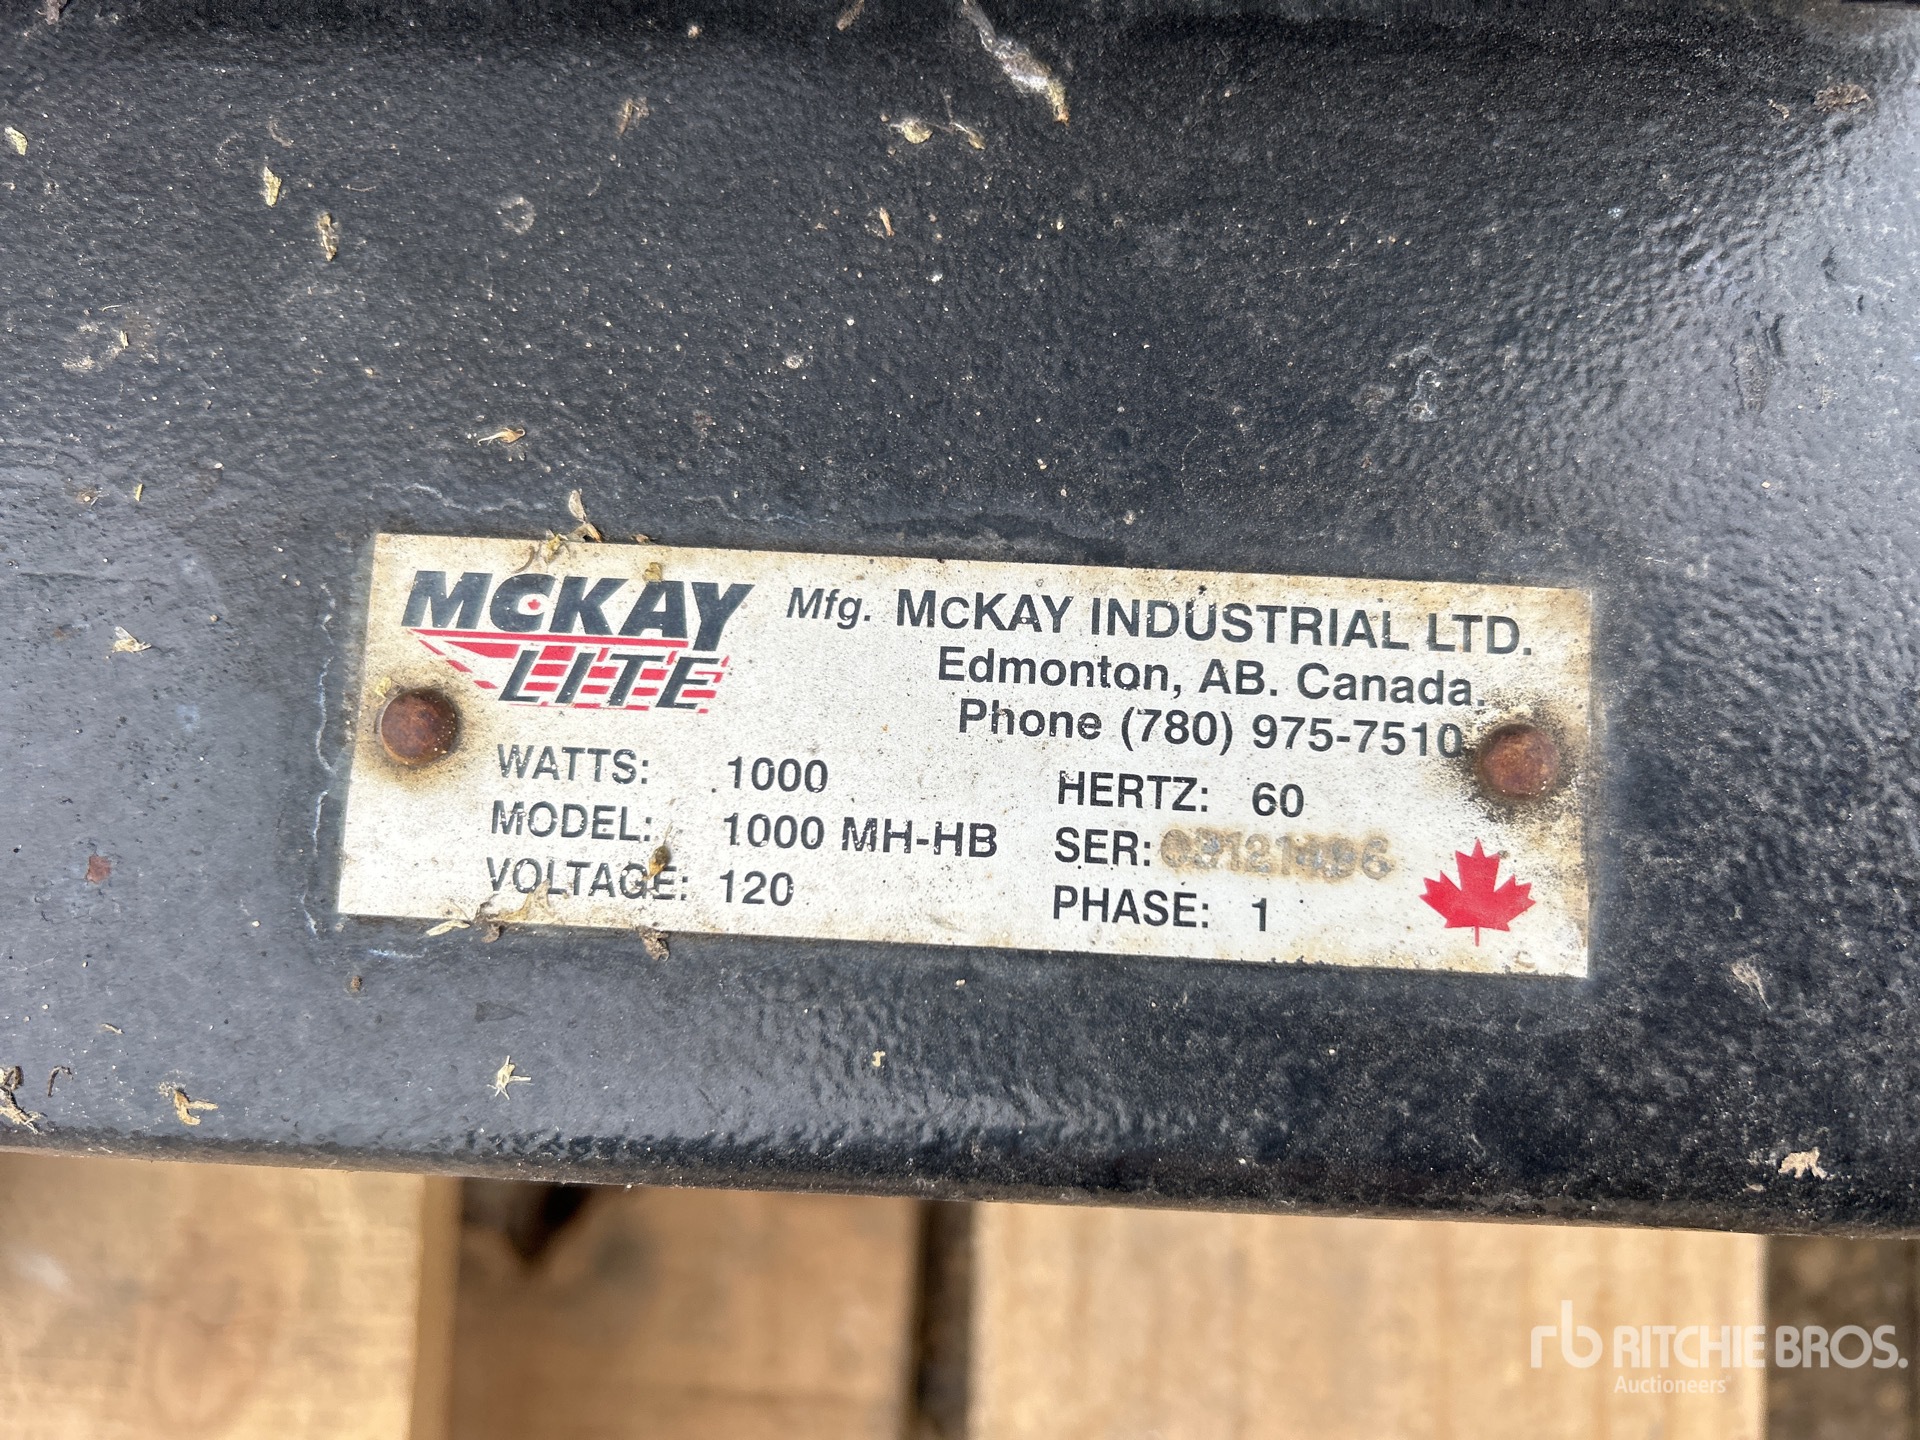 McKAY LITE
Mfg. McKAY INDUSTRIAL LTD.
Edmonton, AB. Canada.
Phone (780) 975-7510
WATTS: 1000 HERTZ: 60
MODEL: 1000 MH-HB SER:
VOLTAGE: 120 PHASE: 1
rb RITCHIE BROS.
Auctioneers